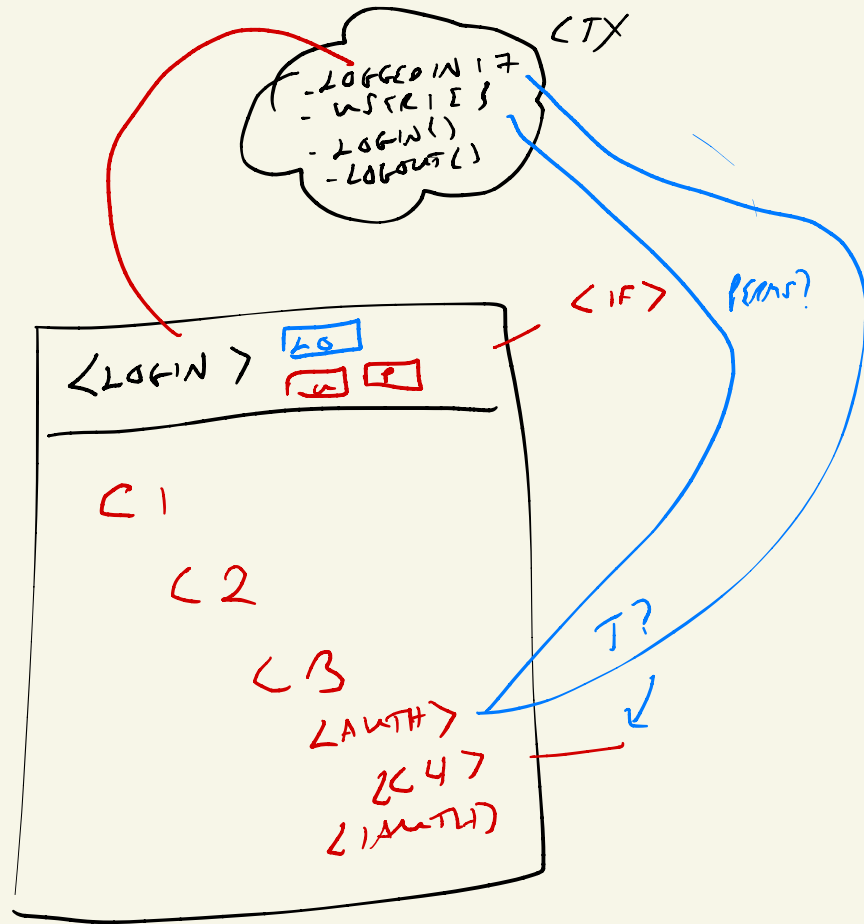 CTX
- LOGGEDIN : T
- USER : { }
- LOGIN()
- LOGOUT()
<IF>
PERMS?
<LOGIN>
LO
U
P
C1
C2
C3
T?
<AUTH>
<C4>
</AUTH>